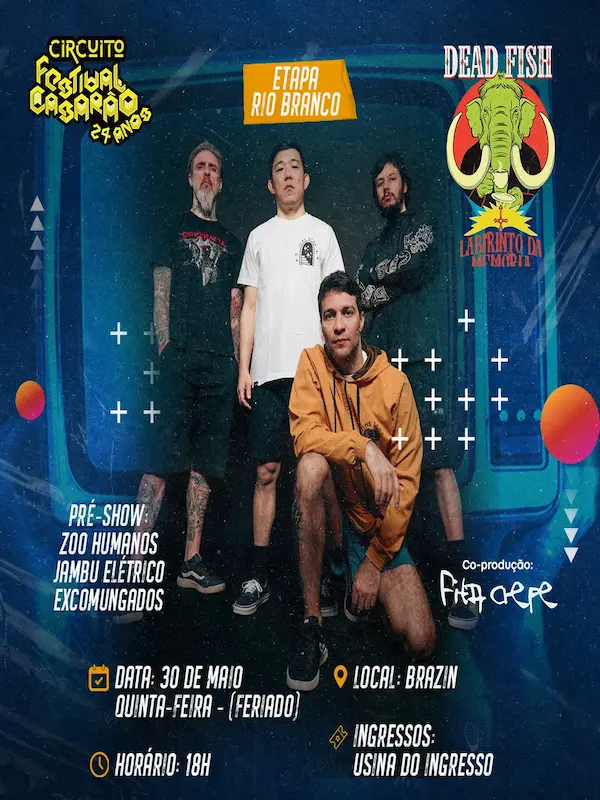 CIRCUITO
FESTIVAL
CASARÃO
24 ANOS
ETAPA
RIO BRANCO
DEAD FISH
LABIRINTO DA
MEMÓRIA
PRÉ-SHOW:
ZOO HUMANOS
JAMBU ELÉTRICO
EXCOMUNGADOS
Co-produção:
Fita crepe
DATA: 30 DE MAIO
QUINTA-FEIRA - (FERIADO)
HORÁRIO: 18H
LOCAL: BRAZIN
INGRESSOS:
USINA DO INGRESSO